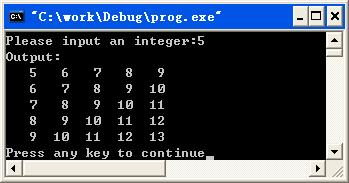 "C:\work\Debug\prog.exe"
Please input an integer:5
Output:
5 6 7 8 9
6 7 8 9 10
7 8 9 10 11
8 9 10 11 12
9 10 11 12 13
Press any key to continue_